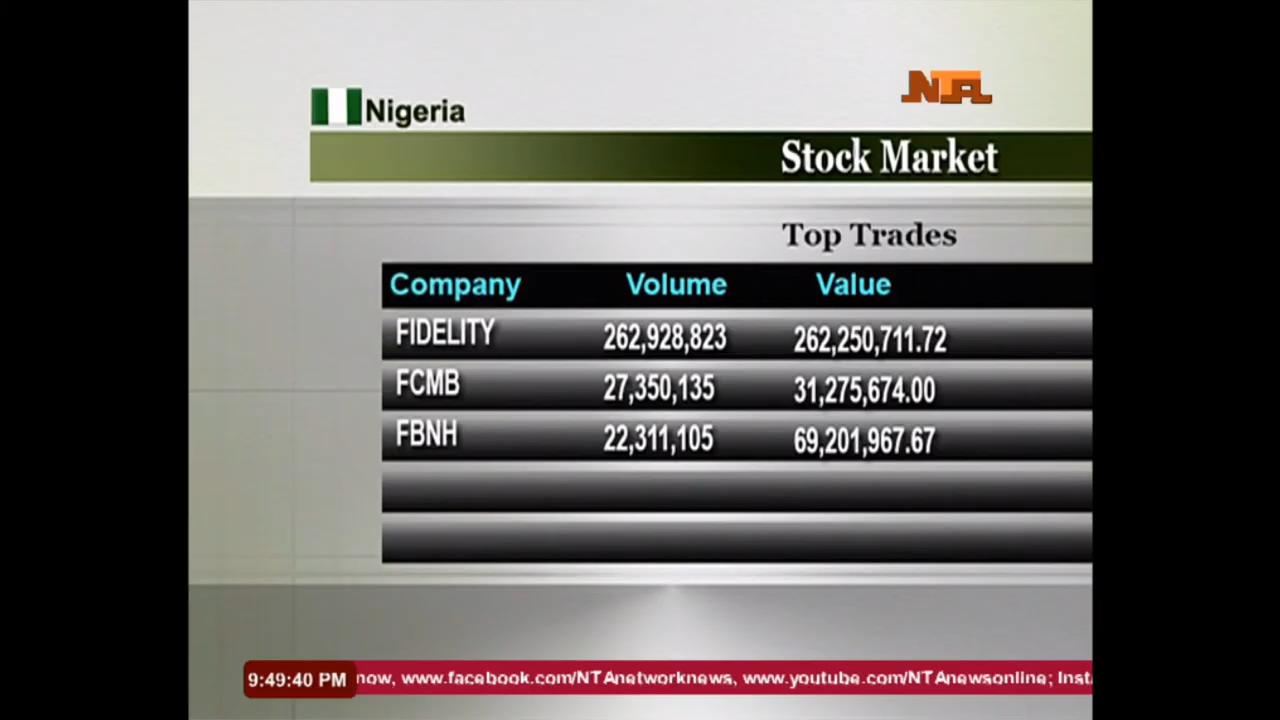 NTA
Nigeria
Stock Market
Top Trades
Company Volume Value
FIDELITY 262,928,823 262,250,711.72
FCMB 27,350,135 31,275,674.00
FBNH 22,311,105 69,201,967.67
9:49:40 PM now, www.facebook.com/NTAnetworknews, www.youtube.com/NTAnewsonline; Inst